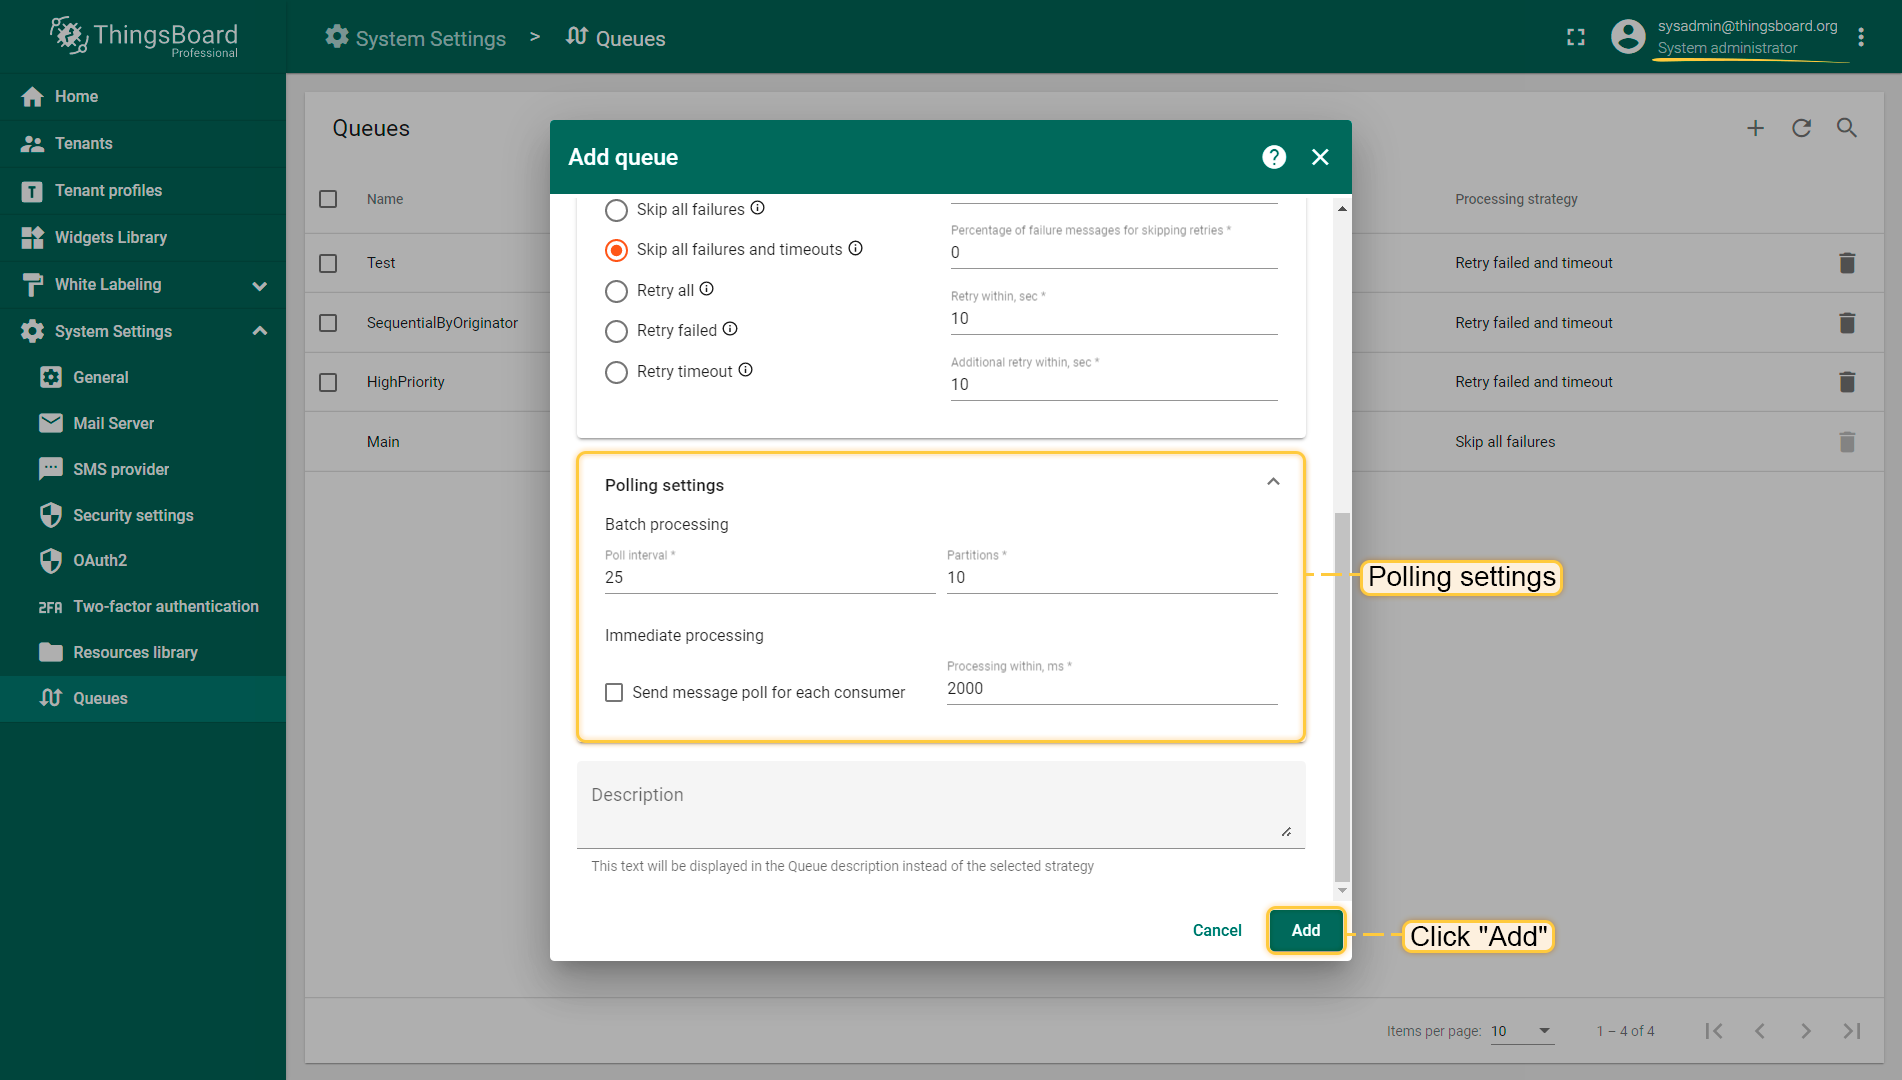 ThingsBoard
Professional
System Settings > Queues
sysadmin@thingsboard.org
System administrator
Home
Tenants
Tenant profiles
Widgets Library
White Labeling
System Settings
General
Mail Server
SMS provider
Security settings
OAuth2
2FA Two-factor authentication
Resources library
Queues
Queues
Name
Processing strategy
Test
Retry failed and timeout
SequentialByOriginator
Retry failed and timeout
HighPriority
Retry failed and timeout
Main
Skip all failures
Items per page: 10
1 – 4 of 4
Add queue
Skip all failures
Skip all failures and timeouts
Retry all
Retry failed
Retry timeout
Percentage of failure messages for skipping retries *
0
Retry within, sec *
10
Additional retry within, sec *
10
Polling settings
Batch processing
Poll interval *
25
Partitions *
10
Immediate processing
Send message poll for each consumer
Processing within, ms *
2000
Description
This text will be displayed in the Queue description instead of the selected strategy
Cancel
Add
Polling settings
Click "Add"